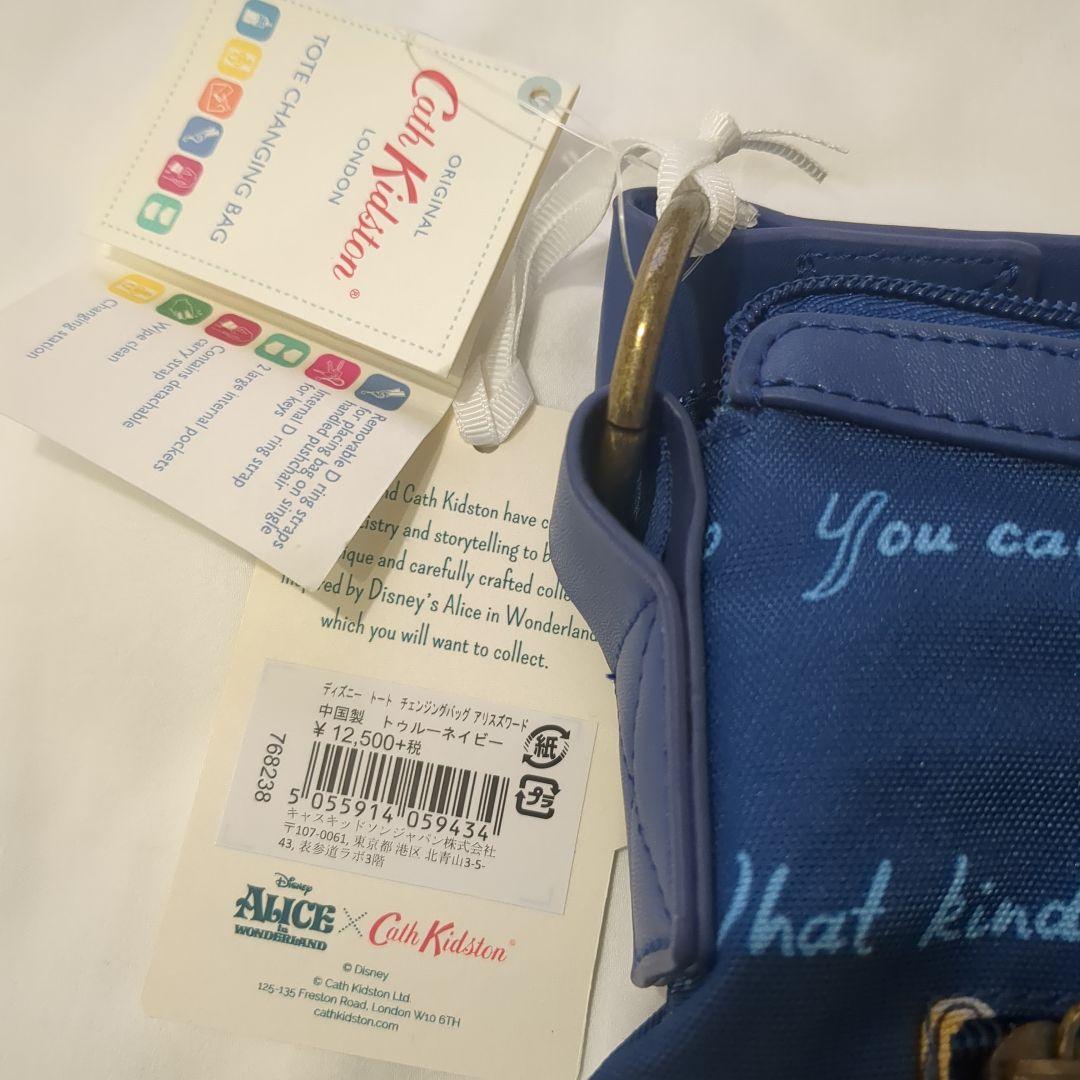 ORIGINAL
Cath Kidston®
LONDON
TOTE CHANGING BAG
Changing station
Wipe clean
Contains detachable
carry strap
2 large internal pockets
Internal D ring strap
for keys
Removable D ring straps
for placing bag on single
handled pushchair
Cath Kidston have
and storytelling to
and carefully crafted
by Disney's Alice in Wonderland
which you will want to collect.
ディズニー トート チェンジングバッグ アリスズワード
中国製 トゥルーネイビー
¥ 12,500+税
紙
プラ
768238
5 055914 059434
キャスキッドソンジャパン株式会社
〒107-0061, 東京都 港区 北青山3-5-
43, 表参道ラボ3階
Disney
ALICE
in
WONDERLAND
X Cath Kidston®
© Disney
© Cath Kidston Ltd.
125-135 Freston Road, London W10 6TH
cathkidston.com
You
What kind